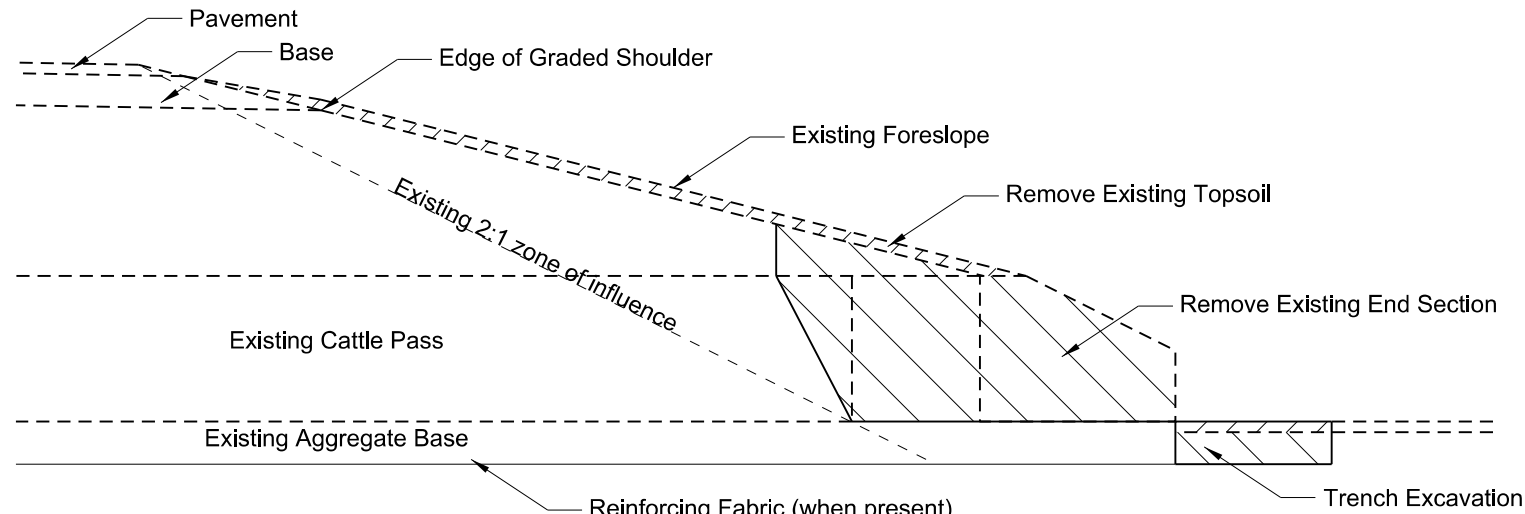 Pavement
Base
Edge of Graded Shoulder
Existing Foreslope
Remove Existing Topsoil
Existing 2:1 zone of influence
Remove Existing End Section
Existing Cattle Pass
Existing Aggregate Base
Trench Excavation
Reinforcing Fabric (when present)